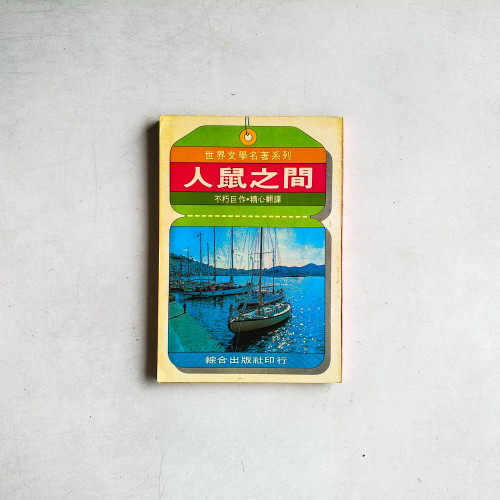 世界文學名著系列
人鼠之間
不朽巨作•精心翻譯
綜合出版社印行